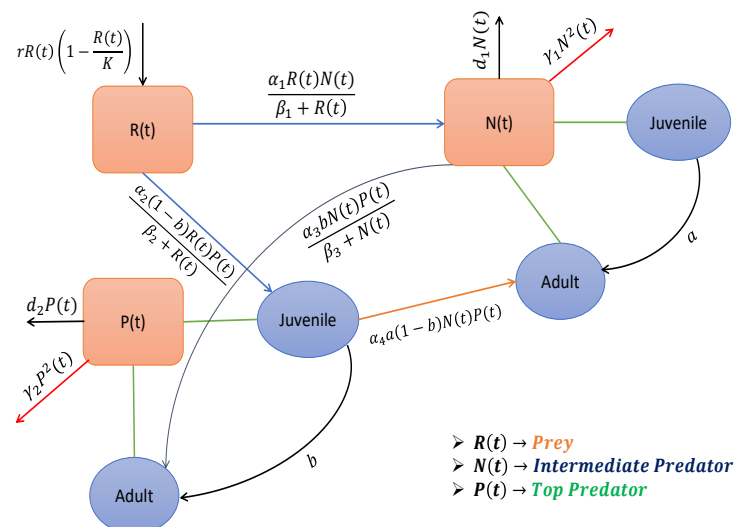 rR(t)(1 − R(t)/K)
d₁N(t)
γ₁N²(t)
α₁R(t)N(t)/β₁ + R(t)
R(t)
N(t)
Juvenile
α₂(1 − b)R(t)P(t)/β₂ + R(t)
α₃bN(t)P(t)/β₃ + N(t)
a
Adult
d₂P(t)
P(t)
Juvenile
α₄a(1 − b)N(t)P(t)
γ₂P²(t)
b
Adult
➢ R(t) → Prey
➢ N(t) → Intermediate Predator
➢ P(t) → Top Predator